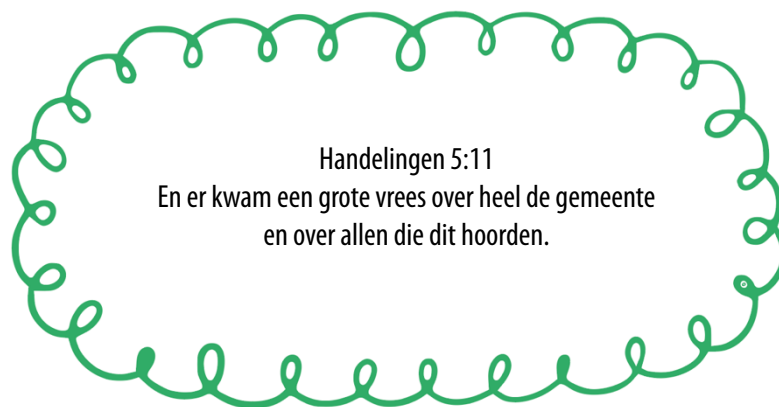 Handelingen 5:11
En er kwam een grote vrees over heel de gemeente
en over allen die dit hoorden.